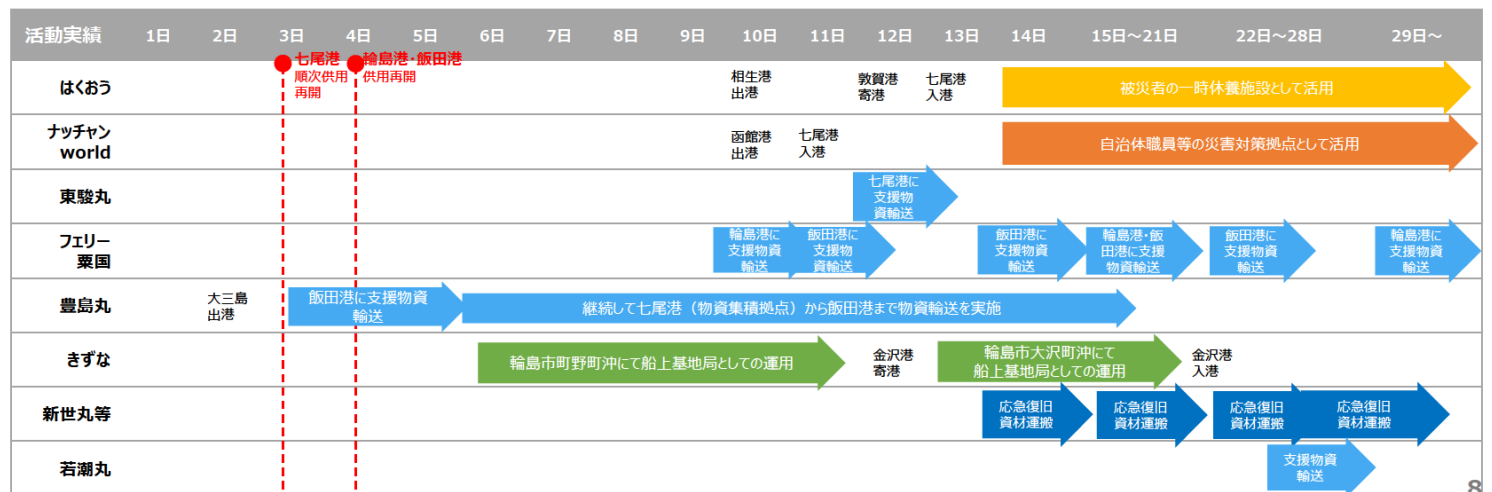 活動実績 1日 2日 3日 4日 5日 6日 7日 8日 9日 10日 11日 12日 13日 14日 15日~21日 22日~28日 29日~
七尾港
順次供用
再開
輪島港・飯田港
供用再開
はくおう
相生港
出港
敦賀港
寄港
七尾港
入港
被災者の一時休養施設として活用
ナッチャン
world
函館港
出港
七尾港
入港
自治体職員等の災害対策拠点として活用
東駿丸
七尾港に
支援物
資輸送
フェリー
粟国
輪島港に
支援物資
輸送
飯田港に
支援物
資輸送
飯田港に
支援物資
輸送
輪島港・飯
田港に支援
物資輸送
飯田港に
支援物資
輸送
輪島港に
支援物資
輸送
豊島丸
大三島
出港
飯田港に支援物資
輸送
継続して七尾港(物資集積拠点)から飯田港まで物資輸送を実施
きずな
輪島市町野町沖にて船上基地局としての運用
金沢港
寄港
輪島市大沢町沖にて
船上基地局としての運用
金沢港
入港
新世丸等
応急復旧
資材運搬
応急復旧
資材運搬
応急復旧
資材運搬
応急復旧
資材運搬
若潮丸
支援物資
輸送
8